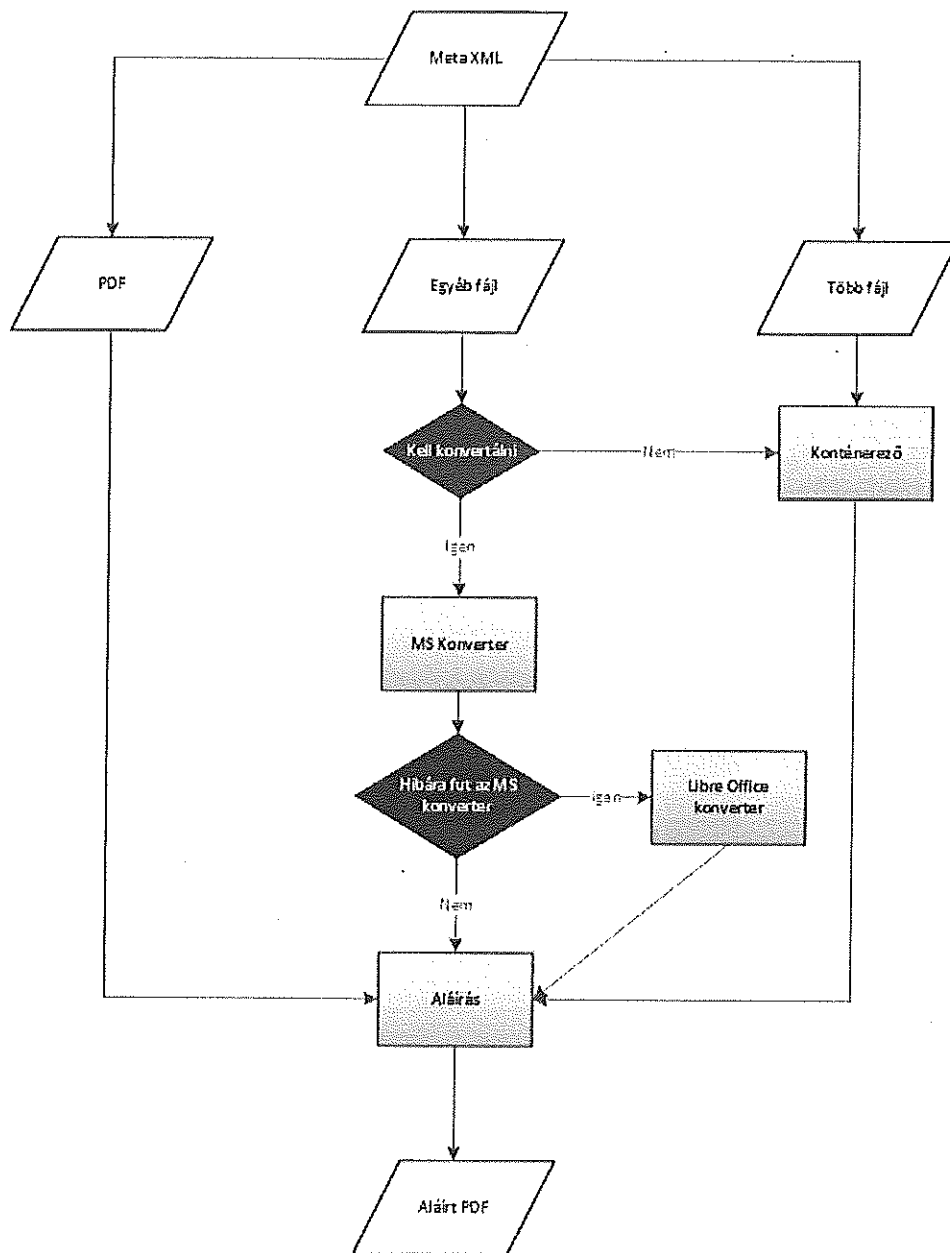 Meta XML
PDF
Egyéb fájl
Több fájl
Kell konvertálni
Nem
Konténerező
Igen
MS Konverter
Hibára fut az MS
konverter
Igen
Libre Office
konverter
Nem
Aláírás
Aláírt PDF